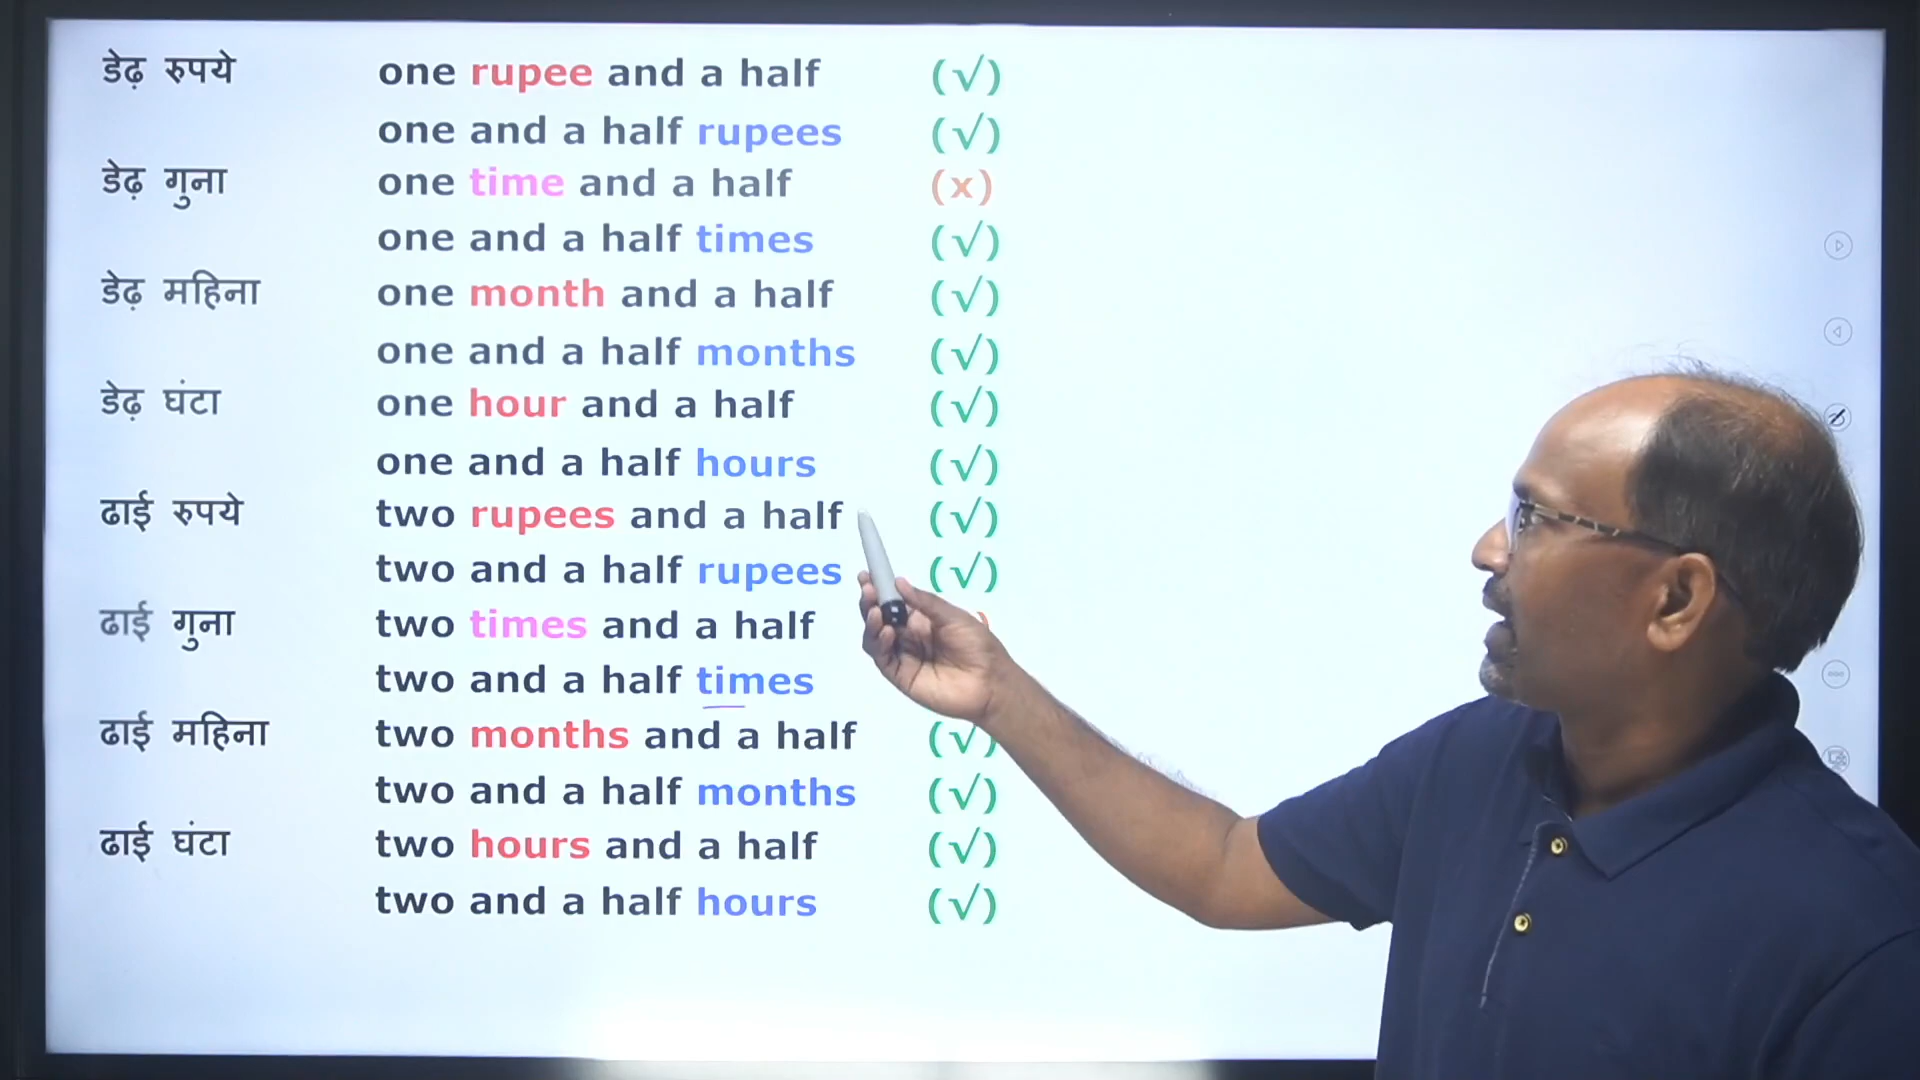 डेढ़ रुपये one rupee and a half (√)
one and a half rupees (√)
डेढ़ गुना one time and a half (x)
one and a half times (√)
डेढ़ महिना one month and a half (√)
one and a half months (√)
डेढ़ घंटा one hour and a half (√)
one and a half hours (√)
ढाई रुपये two rupees and a half (√)
two and a half rupees (√)
ढाई गुना two times and a half )
two and a half times
ढाई महिना two months and a half (√)
two and a half months (√)
ढाई घंटा two hours and a half (√)
two and a half hours (√)